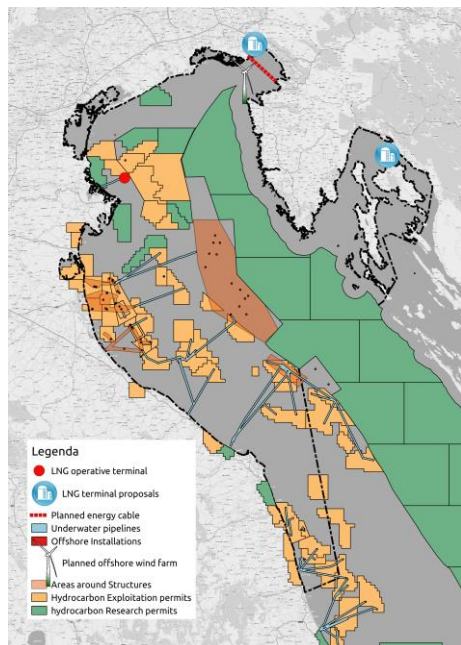 Legenda
LNG operative terminal
LNG terminal proposals
Planned energy cable
Underwater pipelines
Offshore Installations
Planned offshore wind farm
Areas around Structures
Hydrocarbon Exploitation permits
hydrocarbon Research permits